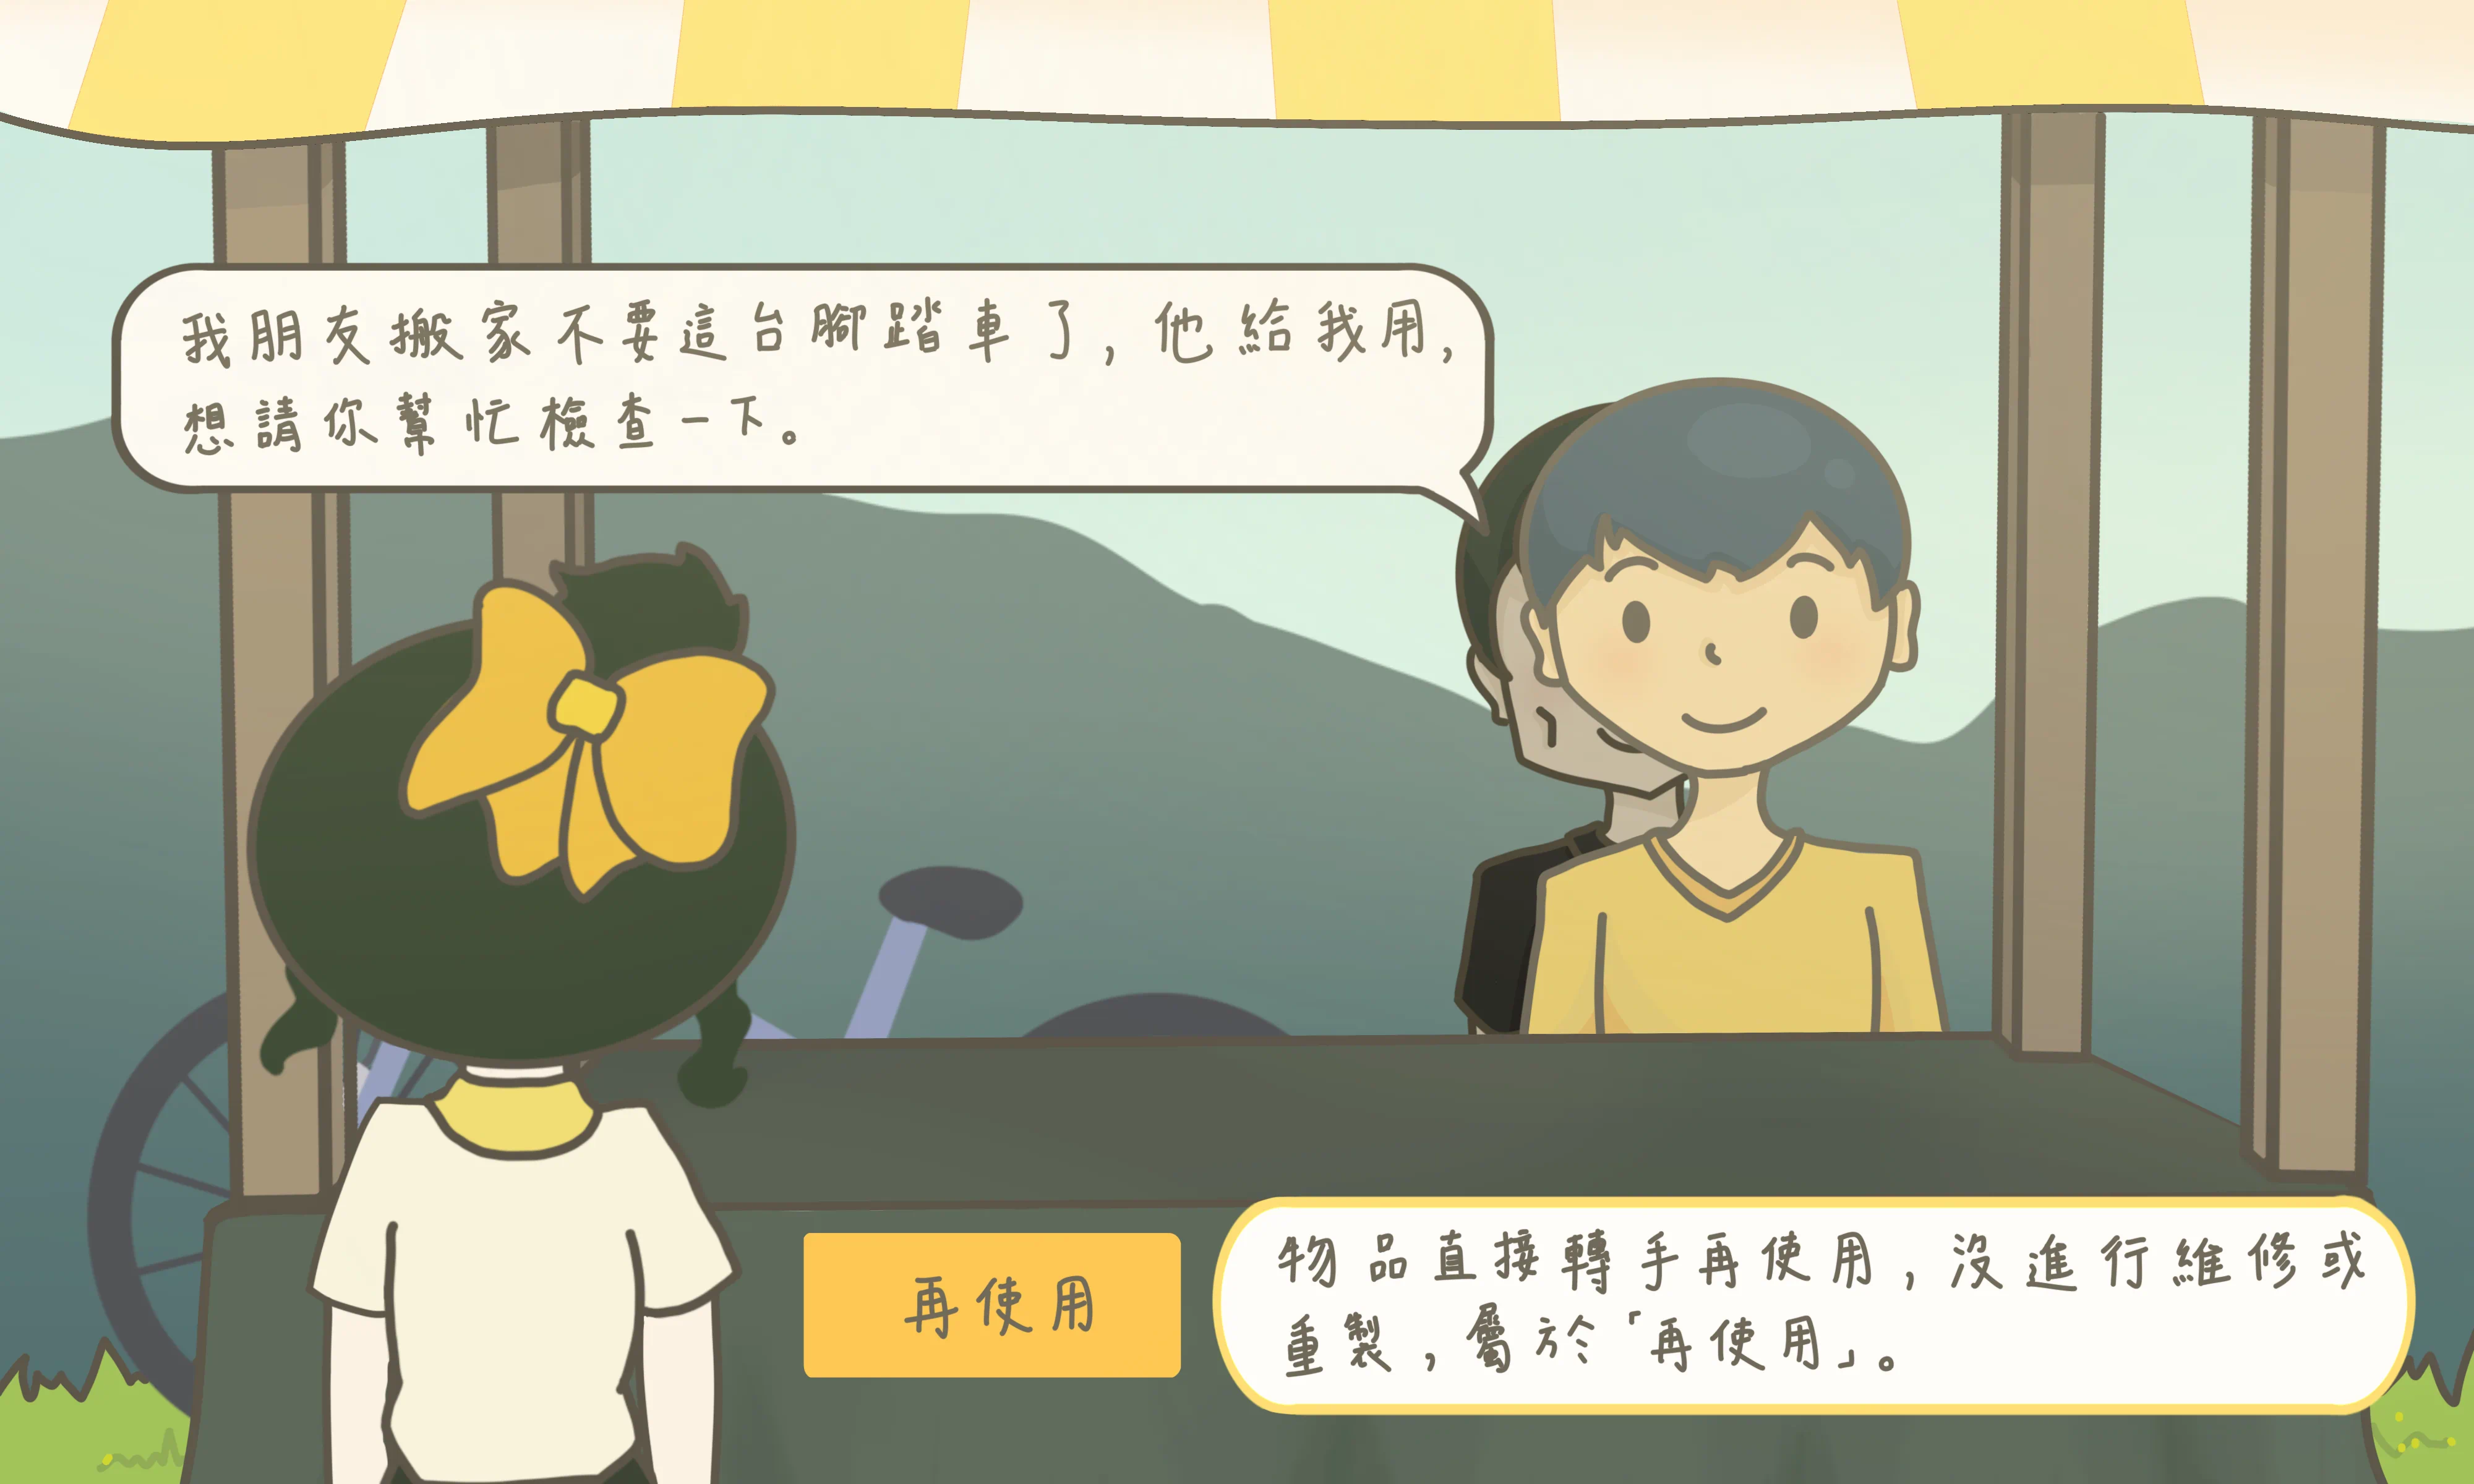 我朋友搬家不要這台腳踏車了，他給我用，
想請你幫忙檢查一下。
再使用
物品直接轉手再使用，沒進行維修或
重製，屬於「再使用」。